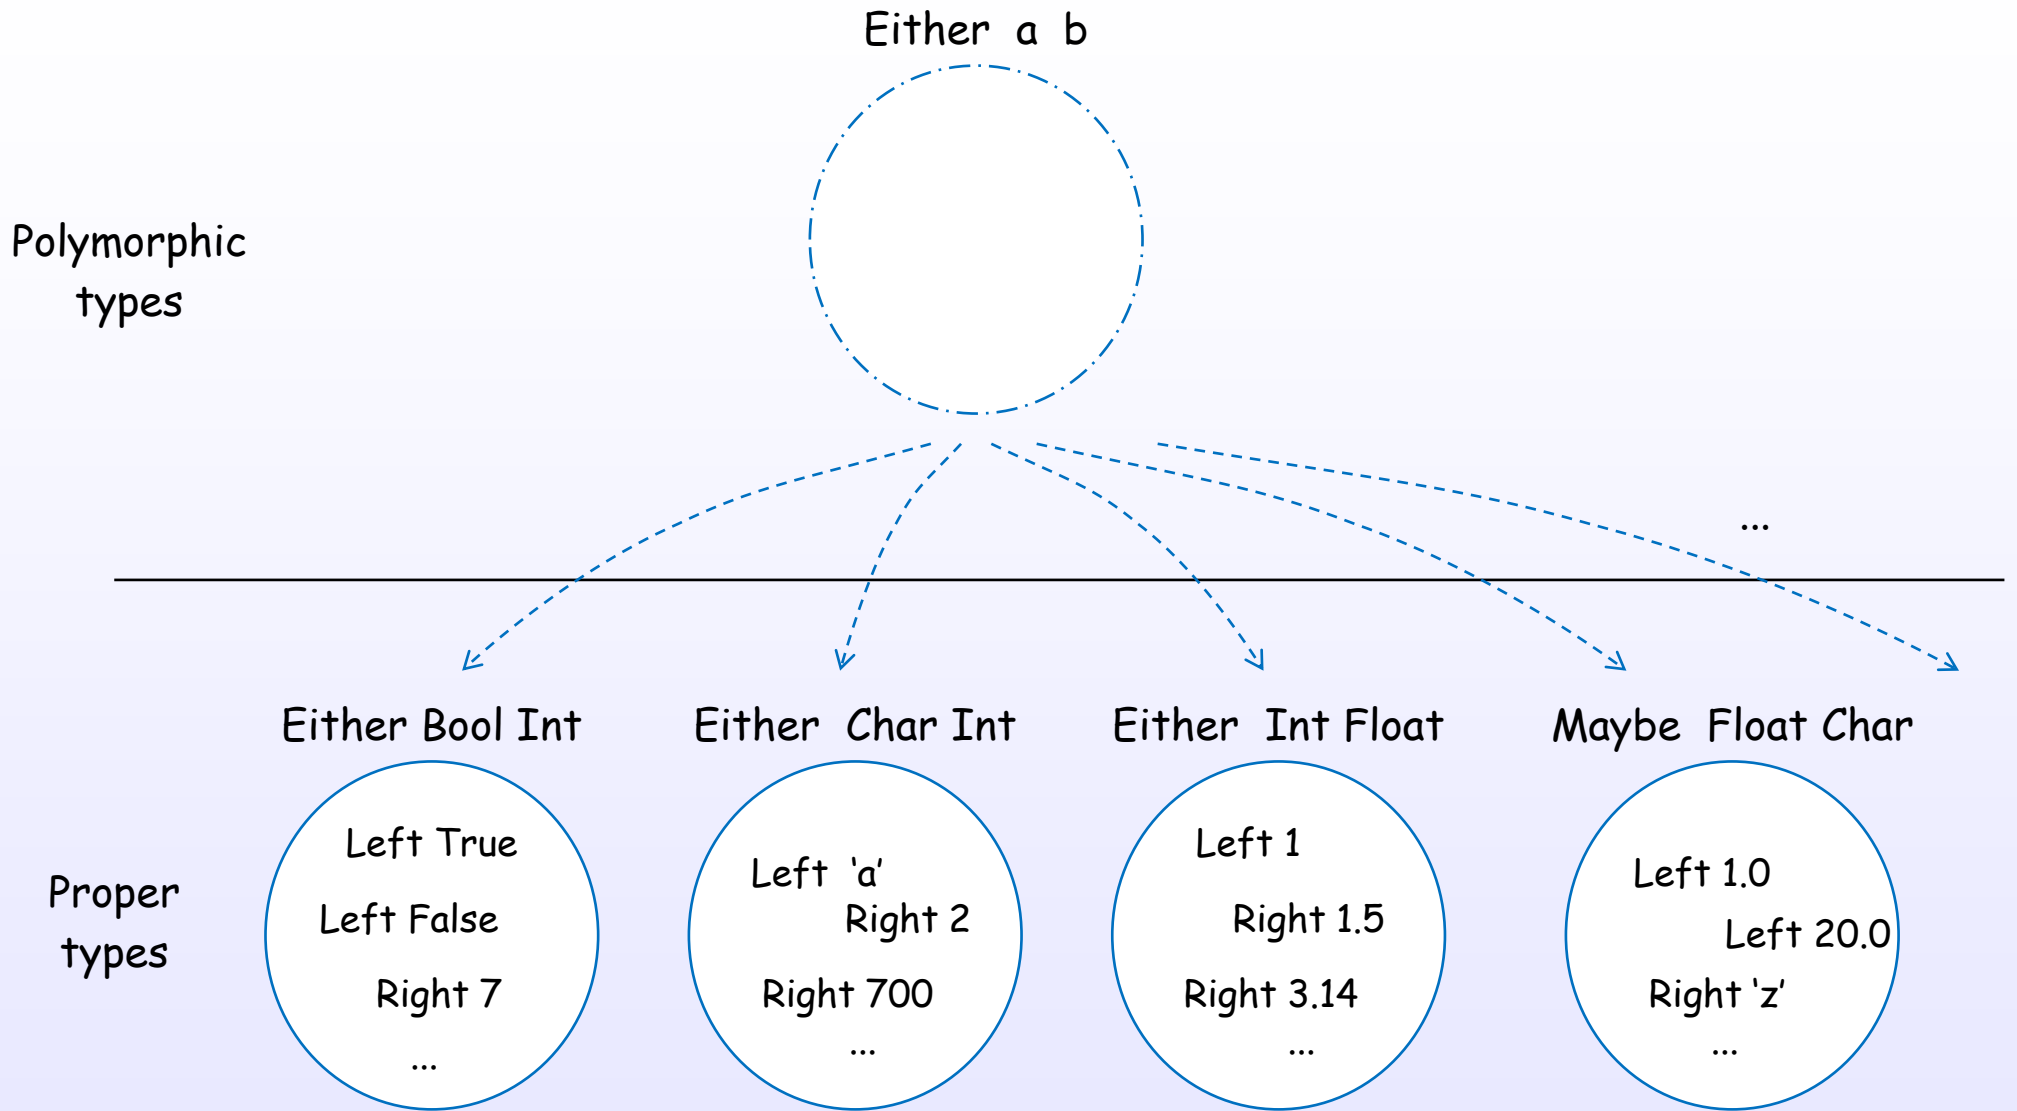 Either a b
Polymorphic
types
...
Either Bool Int
Either Char Int
Either Int Float
Maybe Float Char
Proper
types
Left True
Left False
Right 7
...
Left ‘a’
Right 2
Right 700
...
Left 1
Right 1.5
Right 3.14
...
Left 1.0
Left 20.0
Right ‘z’
...